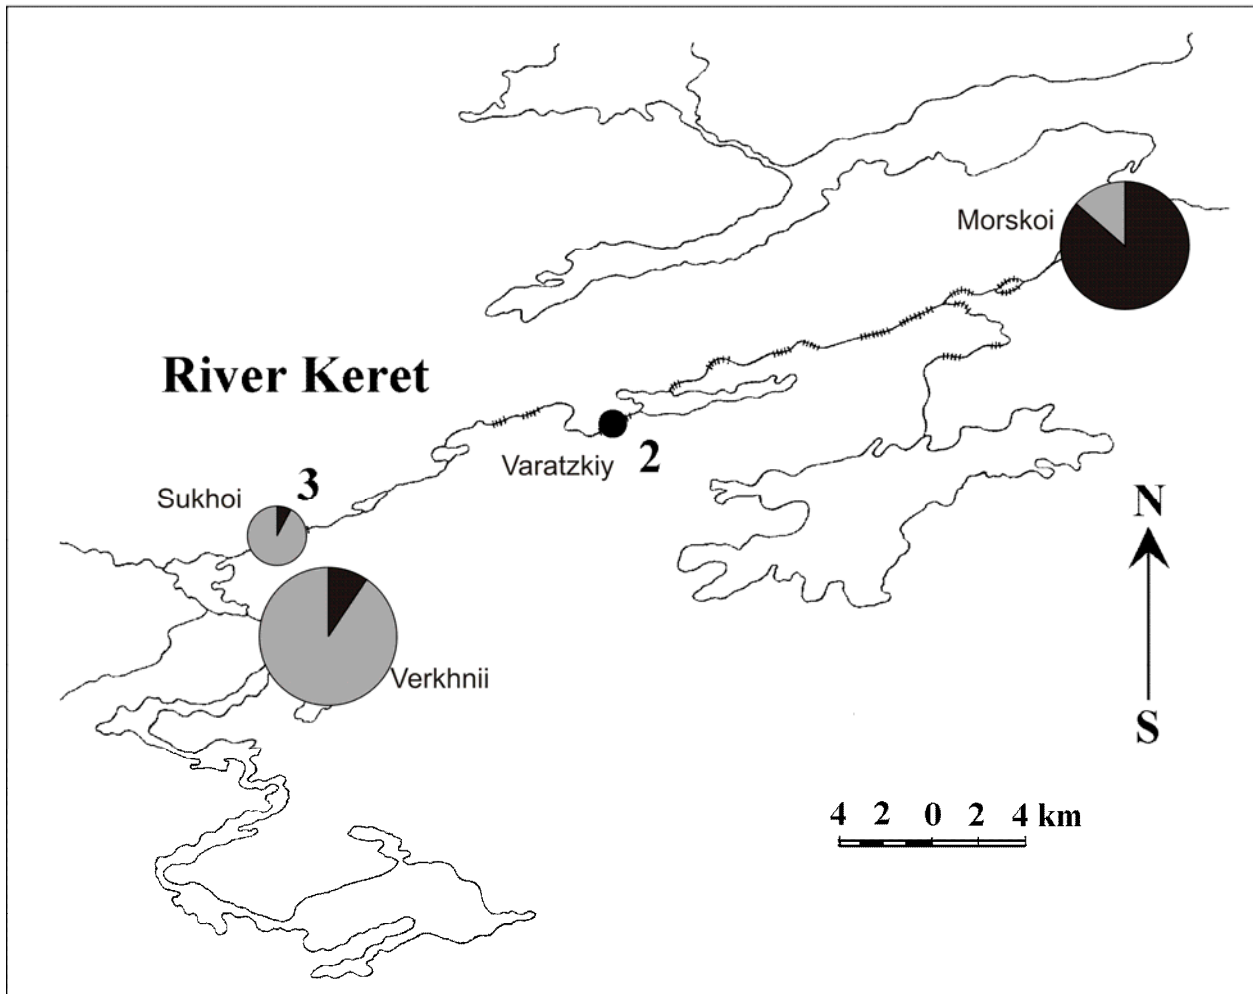 Morskoi
River Keret
Varatzkiy 2
Sukhoi 3
N
Verkhnii
S
4 2 0 2 4 km